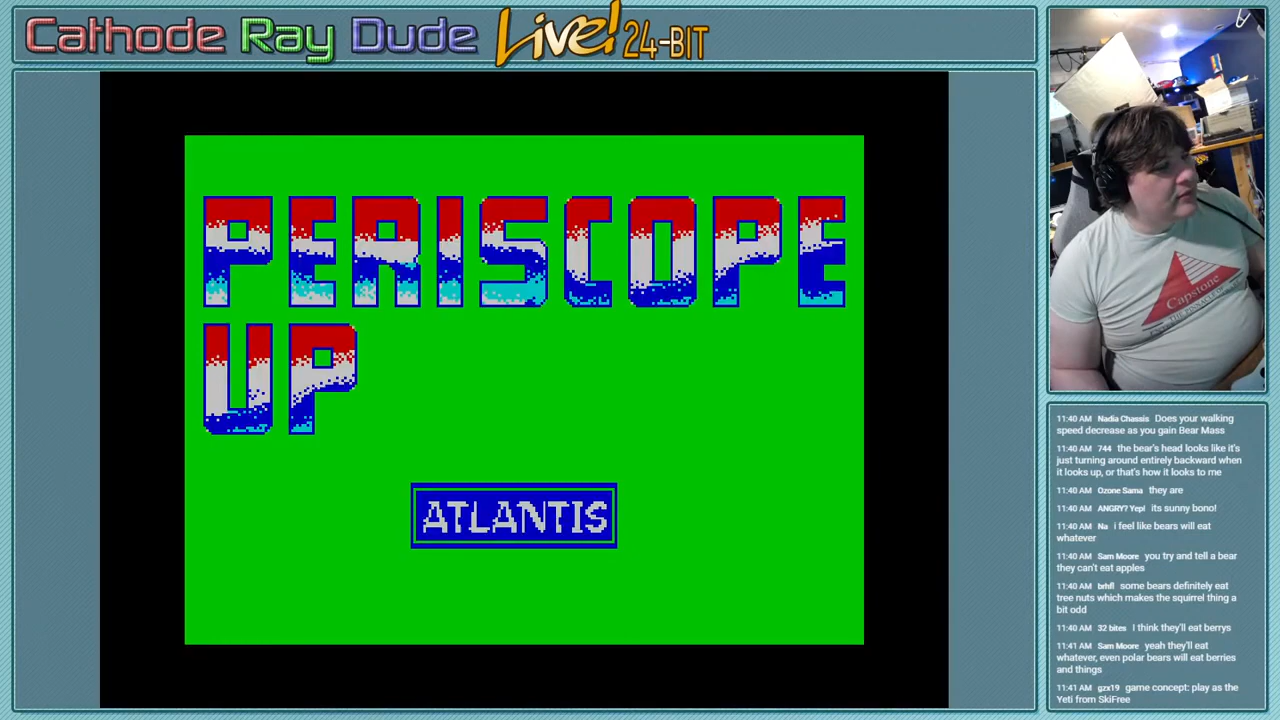 Cathode Ray Dude Live! 24-BIT
PERISCOPE
UP
ATLANTIS
Capstone
11:40 AM Nadia Chassis Does your walking
speed decrease as you gain Bear Mass
11:40 AM 744 the bear's head looks like it's
just turning around entirely backward when
it looks up, or that's how it looks to me
11:40 AM Ozone Sama they are
11:40 AM ANGRY? Yep! its sunny bono!
11:40 AM Na i feel like bears will eat
whatever
11:40 AM Sam Moore you try and tell a bear
they can't eat apples
11:40 AM brhfl some bears definitely eat
tree nuts which makes the squirrel thing a
bit odd
11:40 AM 32 bites I think they'll eat berrys
11:41 AM Sam Moore yeah they'll eat
whatever, even polar bears will eat berries
and things
11:41 AM gzx19 game concept: play as the
Yeti from SkiFree